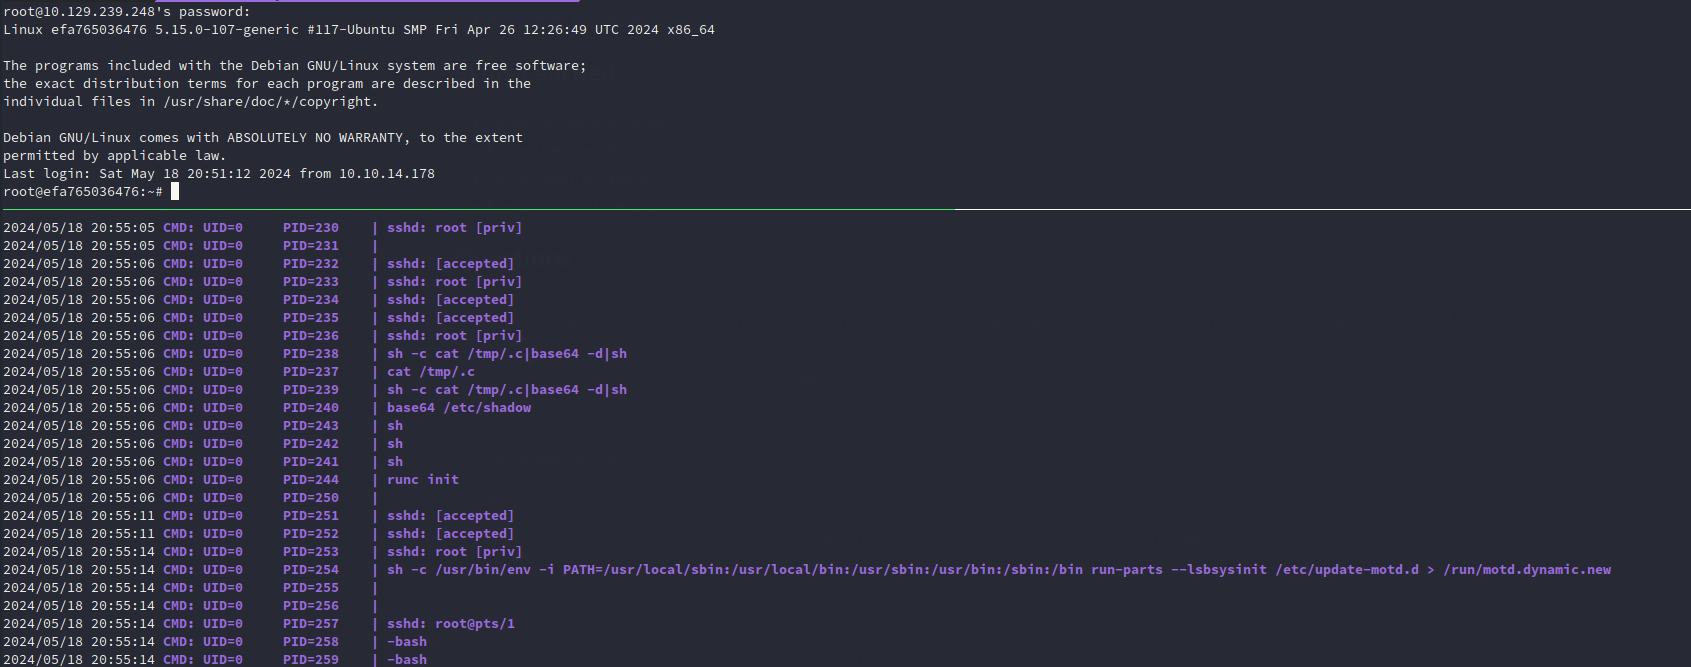 root@10.129.239.248's password:
Linux efa765036476 5.15.0-107-generic #117-Ubuntu SMP Fri Apr 26 12:26:49 UTC 2024 x86_64
The programs included with the Debian GNU/Linux system are free software;
the exact distribution terms for each program are described in the
individual files in /usr/share/doc/*/copyright.
Debian GNU/Linux comes with ABSOLUTELY NO WARRANTY, to the extent
permitted by applicable law.
Last login: Sat May 18 20:51:12 2024 from 10.10.14.178
root@efa765036476:~#
2024/05/18 20:55:05 CMD: UID=0     PID=230    | sshd: root [priv]
2024/05/18 20:55:05 CMD: UID=0     PID=231    |
2024/05/18 20:55:06 CMD: UID=0     PID=232    | sshd: [accepted]
2024/05/18 20:55:06 CMD: UID=0     PID=233    | sshd: root [priv]
2024/05/18 20:55:06 CMD: UID=0     PID=234    | sshd: [accepted]
2024/05/18 20:55:06 CMD: UID=0     PID=235    | sshd: [accepted]
2024/05/18 20:55:06 CMD: UID=0     PID=236    | sshd: root [priv]
2024/05/18 20:55:06 CMD: UID=0     PID=238    | sh -c cat /tmp/.c|base64 -d|sh
2024/05/18 20:55:06 CMD: UID=0     PID=237    | cat /tmp/.c
2024/05/18 20:55:06 CMD: UID=0     PID=239    | sh -c cat /tmp/.c|base64 -d|sh
2024/05/18 20:55:06 CMD: UID=0     PID=240    | base64 /etc/shadow
2024/05/18 20:55:06 CMD: UID=0     PID=243    | sh
2024/05/18 20:55:06 CMD: UID=0     PID=242    | sh
2024/05/18 20:55:06 CMD: UID=0     PID=241    | sh
2024/05/18 20:55:06 CMD: UID=0     PID=244    | runc init
2024/05/18 20:55:06 CMD: UID=0     PID=250    |
2024/05/18 20:55:11 CMD: UID=0     PID=251    | sshd: [accepted]
2024/05/18 20:55:11 CMD: UID=0     PID=252    | sshd: [accepted]
2024/05/18 20:55:14 CMD: UID=0     PID=253    | sshd: root [priv]
2024/05/18 20:55:14 CMD: UID=0     PID=254    | sh -c /usr/bin/env -i PATH=/usr/local/sbin:/usr/local/bin:/usr/sbin:/usr/bin:/sbin:/bin run-parts --lsbsysinit /etc/update-motd.d > /run/motd.dynamic.new
2024/05/18 20:55:14 CMD: UID=0     PID=255    |
2024/05/18 20:55:14 CMD: UID=0     PID=256    |
2024/05/18 20:55:14 CMD: UID=0     PID=257    | sshd: root@pts/1
2024/05/18 20:55:14 CMD: UID=0     PID=258    | -bash
2024/05/18 20:55:14 CMD: UID=0     PID=259    | -bash